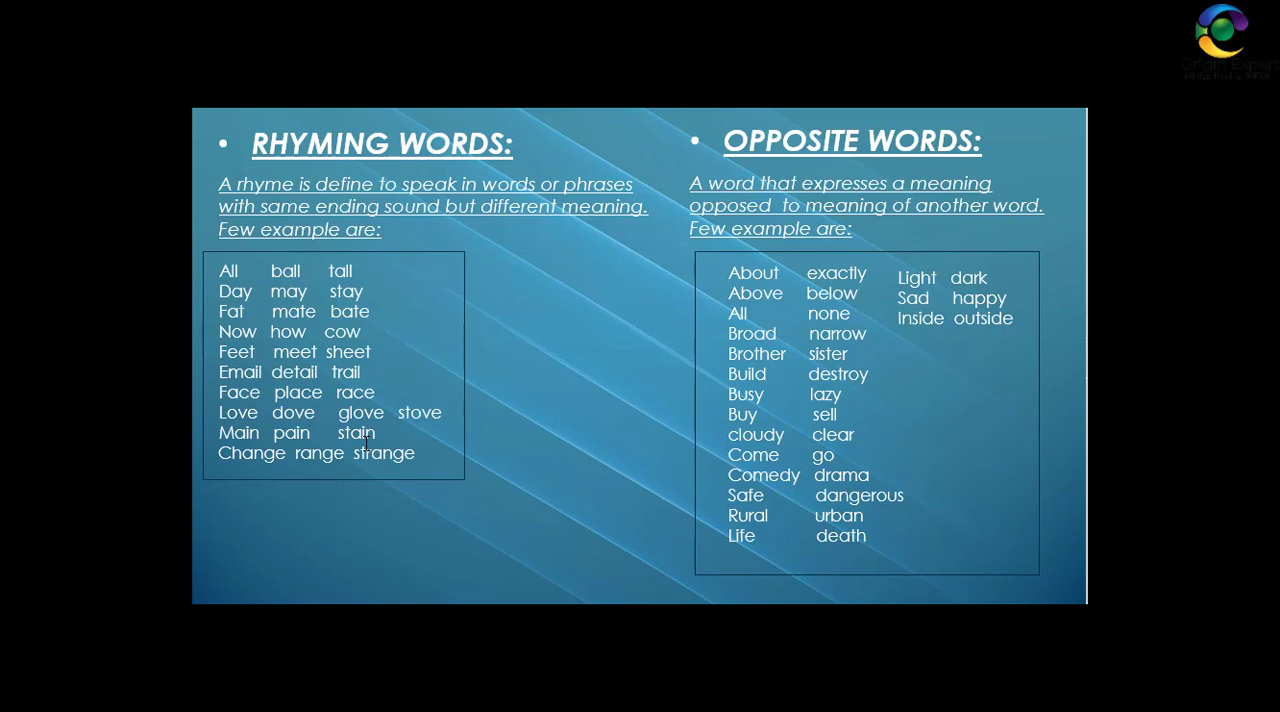 Origin Expert
• RHYMING WORDS:
A rhyme is define to speak in words or phrases
with same ending sound but different meaning.
Few example are:
All ball tall
Day may stay
Fat mate bate
Now how cow
Feet meet sheet
Email detail trail
Face place race
Love dove glove stove
Main pain stain
Change range strange
• OPPOSITE WORDS:
A word that expresses a meaning
opposed to meaning of another word.
Few example are:
About exactly
Above below
All none
Broad narrow
Brother sister
Build destroy
Busy lazy
Buy sell
cloudy clear
Come go
Comedy drama
Safe dangerous
Rural urban
Life death
Light dark
Sad happy
Inside outside